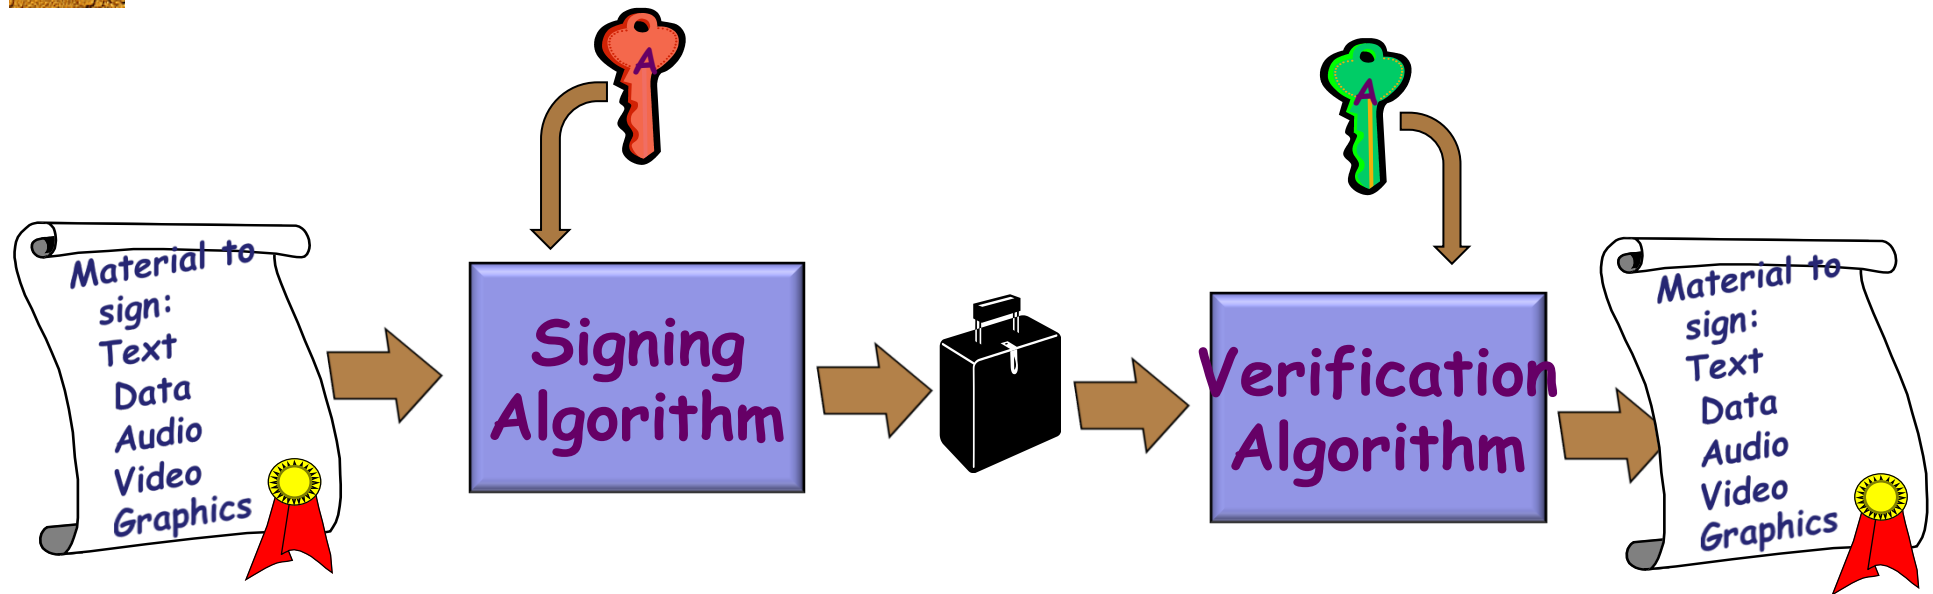 A
A
Material to
sign:
Text
Data
Audio
Video
Graphics
Signing
Algorithm
Verification
Algorithm
Material to
sign:
Text
Data
Audio
Video
Graphics